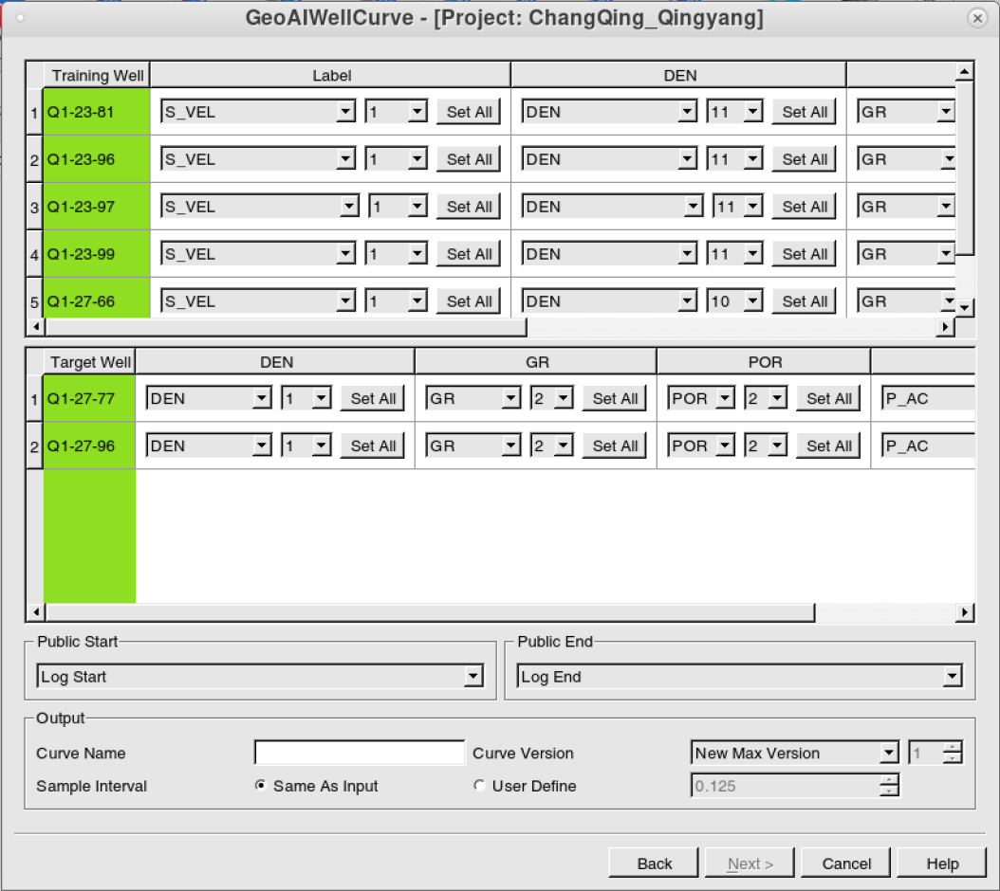 GeoAIWellCurve - [Project: ChangQing_Qingyang]
Training Well Label DEN
1 Q1-23-81 S_VEL 1 Set All DEN 11 Set All GR
2 Q1-23-96 S_VEL 1 Set All DEN 11 Set All GR
3 Q1-23-97 S_VEL 1 Set All DEN 11 Set All GR
4 Q1-23-99 S_VEL 1 Set All DEN 11 Set All GR
5 Q1-27-66 S_VEL 1 Set All DEN 10 Set All GR
Target Well DEN GR POR
1 Q1-27-77 DEN 1 Set All GR 2 Set All POR 2 Set All P_AC
2 Q1-27-96 DEN 1 Set All GR 2 Set All POR 2 Set All P_AC
Public Start Public End
Log Start Log End
Output
Curve Name Curve Version New Max Version 1
Sample Interval Same As Input User Define 0.125
Back Next > Cancel Help